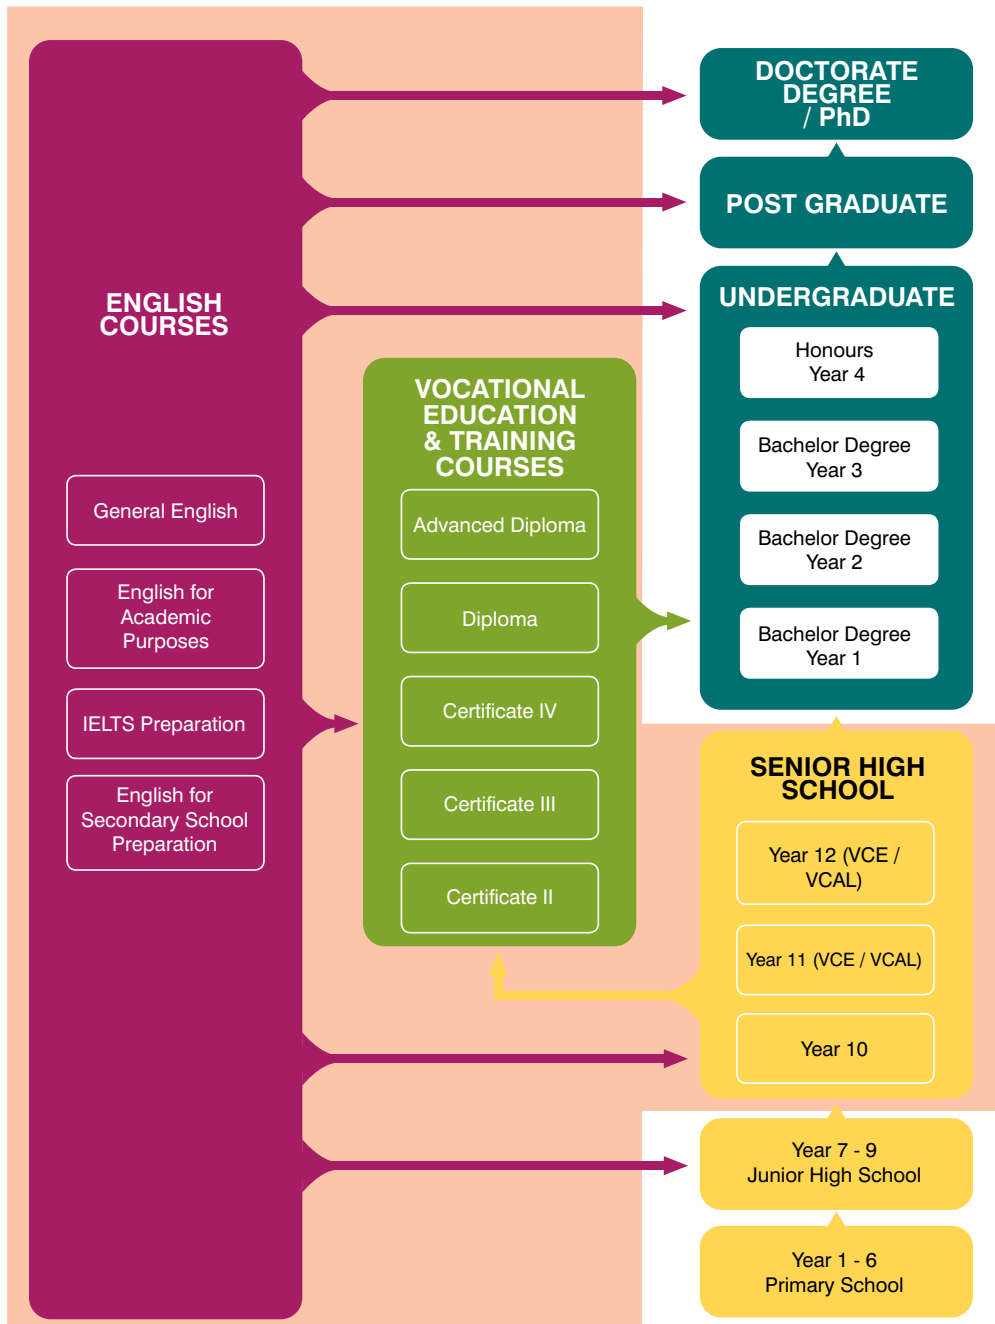 ENGLISH
COURSES
General English
English for
Academic
Purposes
IELTS Preparation
English for
Secondary School
Preparation
VOCATIONAL
EDUCATION
& TRAINING
COURSES
Advanced Diploma
Diploma
Certificate IV
Certificate III
Certificate II
DOCTORATE
DEGREE
/ PhD
POST GRADUATE
UNDERGRADUATE
Honours
Year 4
Bachelor Degree
Year 3
Bachelor Degree
Year 2
Bachelor Degree
Year 1
SENIOR HIGH
SCHOOL
Year 12 (VCE /
VCAL)
Year 11 (VCE / VCAL)
Year 10
Year 7 - 9
Junior High School
Year 1 - 6
Primary School